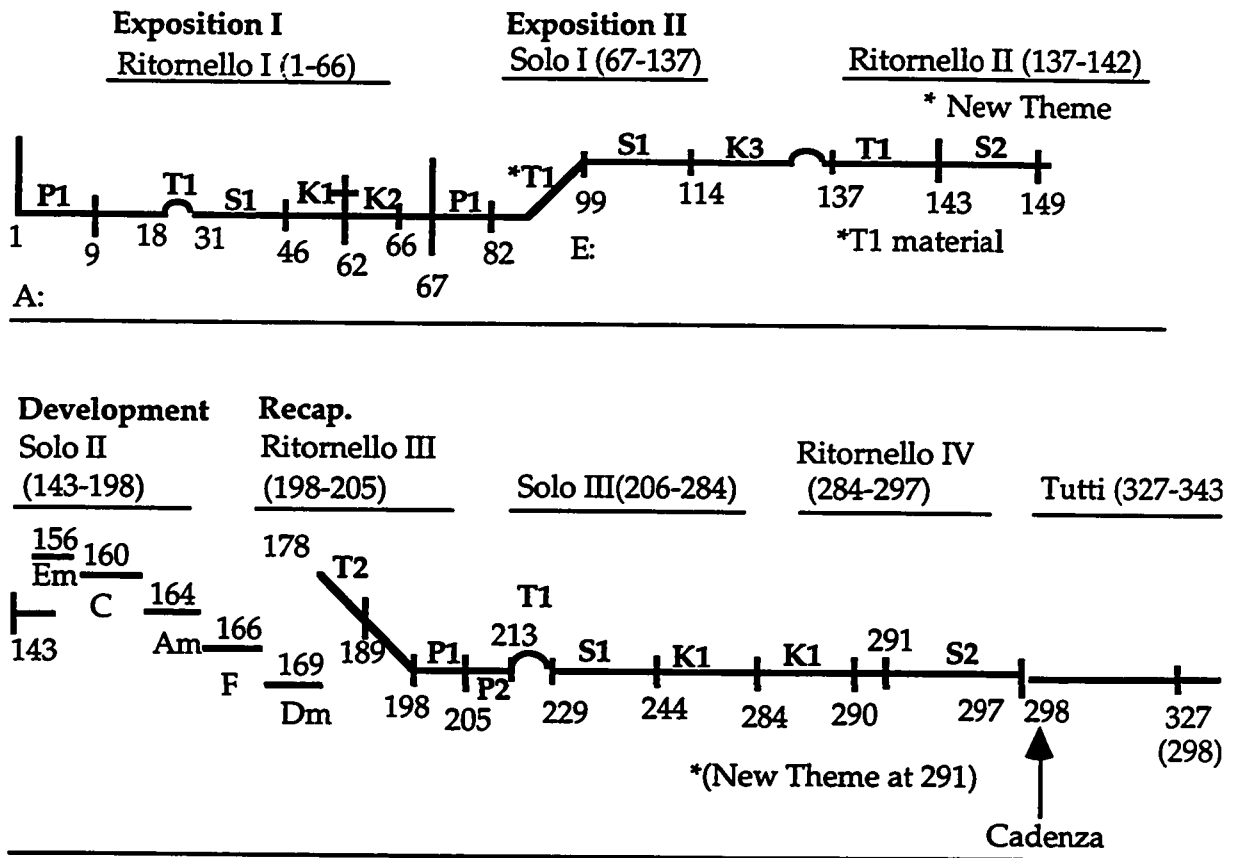 Exposition I
Ritornello I (1-66)
Exposition II
Solo I (67-137)
Ritornello II (137-142)
* New Theme
P1 T1 S1 K1 K2 P1 *T1 S1 K3 T1 S2
1 9 18 31 46 62 66 67 82 99 114 137 143 149
E:
*T1 material
A:
Development
Solo II
(143-198)
Recap.
Ritornello III
(198-205)
Solo III(206-284)
Ritornello IV
(284-297)
Tutti (327-343
156 160 164 166 169 178
Em C Am F Dm
T2 T1
143 189 213 291
P1 P2 S1 K1 K1 S2
198 205 229 244 284 290 297 298 327
(298)
*(New Theme at 291)
Cadenza